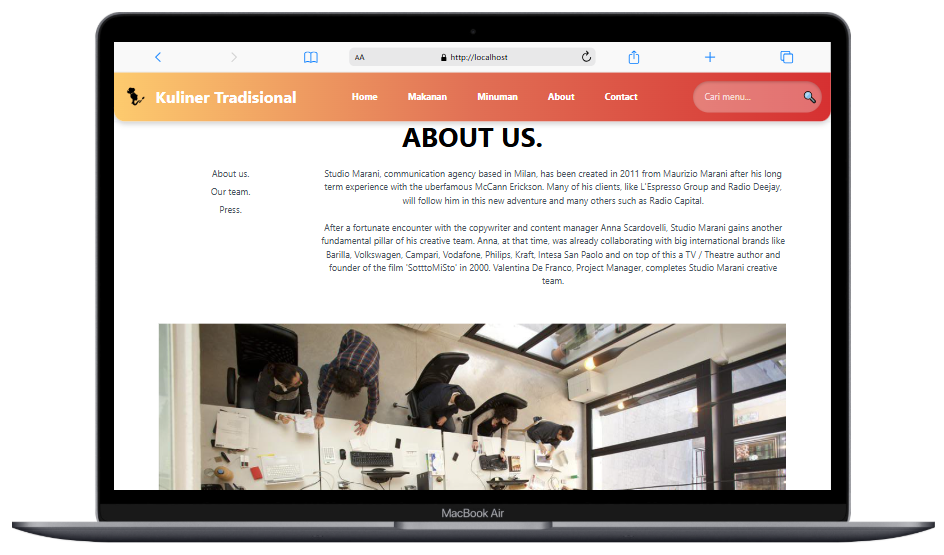 AA
http://localhost
Kuliner Tradisional
Home
Makanan
Minuman
About
Contact
Cari menu...
ABOUT US.
About us.
Our team.
Press.
Studio Marani, communication agency based in Milan, has been created in 2011 from Maurizio Marani after his long
term experience with the uberfamous McCann Erickson. Many of his clients, like L'Espresso Group and Radio Deejay,
will follow him in this new adventure and many others such as Radio Capital.
After a fortunate encounter with the copywriter and content manager Anna Scardovelli, Studio Marani gains another
fundamental pillar of his creative team. Anna, at that time, was already collaborating with big international brands like
Barilla, Volkswagen, Campari, Vodafone, Philips, Kraft, Intesa San Paolo and on top of this a TV / Theatre author and
founder of the film 'SotttoMiSto' in 2000. Valentina De Franco, Project Manager, completes Studio Marani creative
team.
MacBook Air